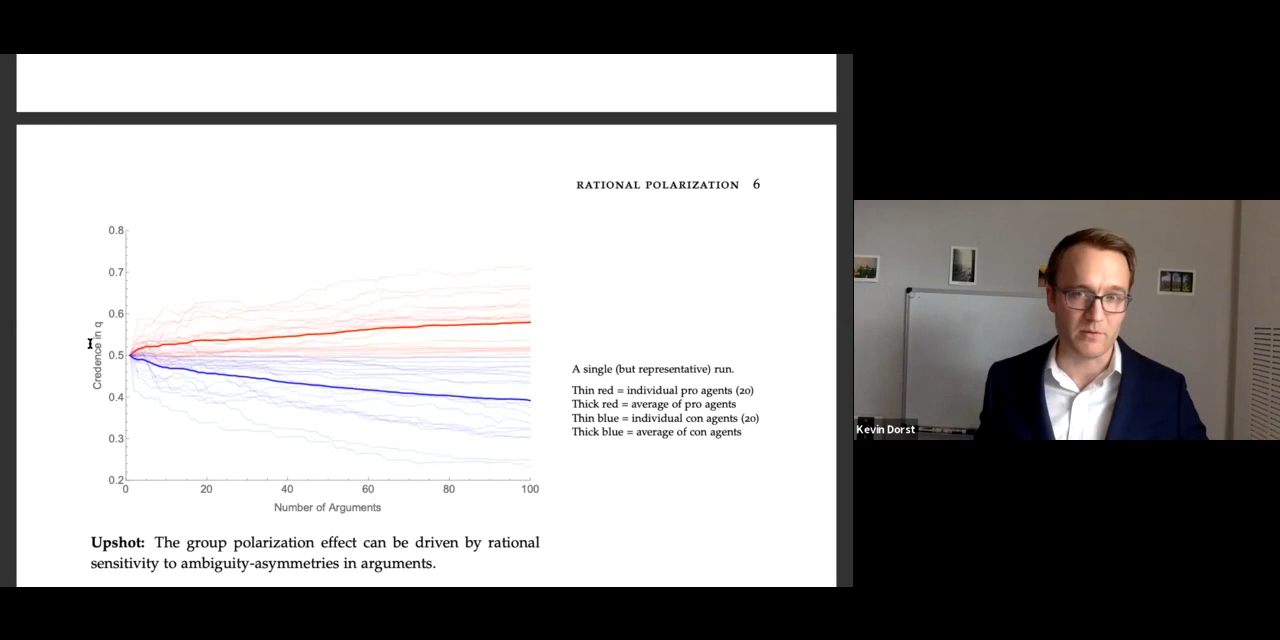 RATIONAL POLARIZATION 6
0.8
0.7
0.6
0.5
0.4
0.3
0.2
Credence in q
0 20 40 60 80 100
Number of Arguments
A single (but representative) run.
Thin red = individual pro agents (20)
Thick red = average of pro agents
Thin blue = individual con agents (20)
Thick blue = average of con agents
Upshot: The group polarization effect can be driven by rational
sensitivity to ambiguity-asymmetries in arguments.
Kevin Dorst